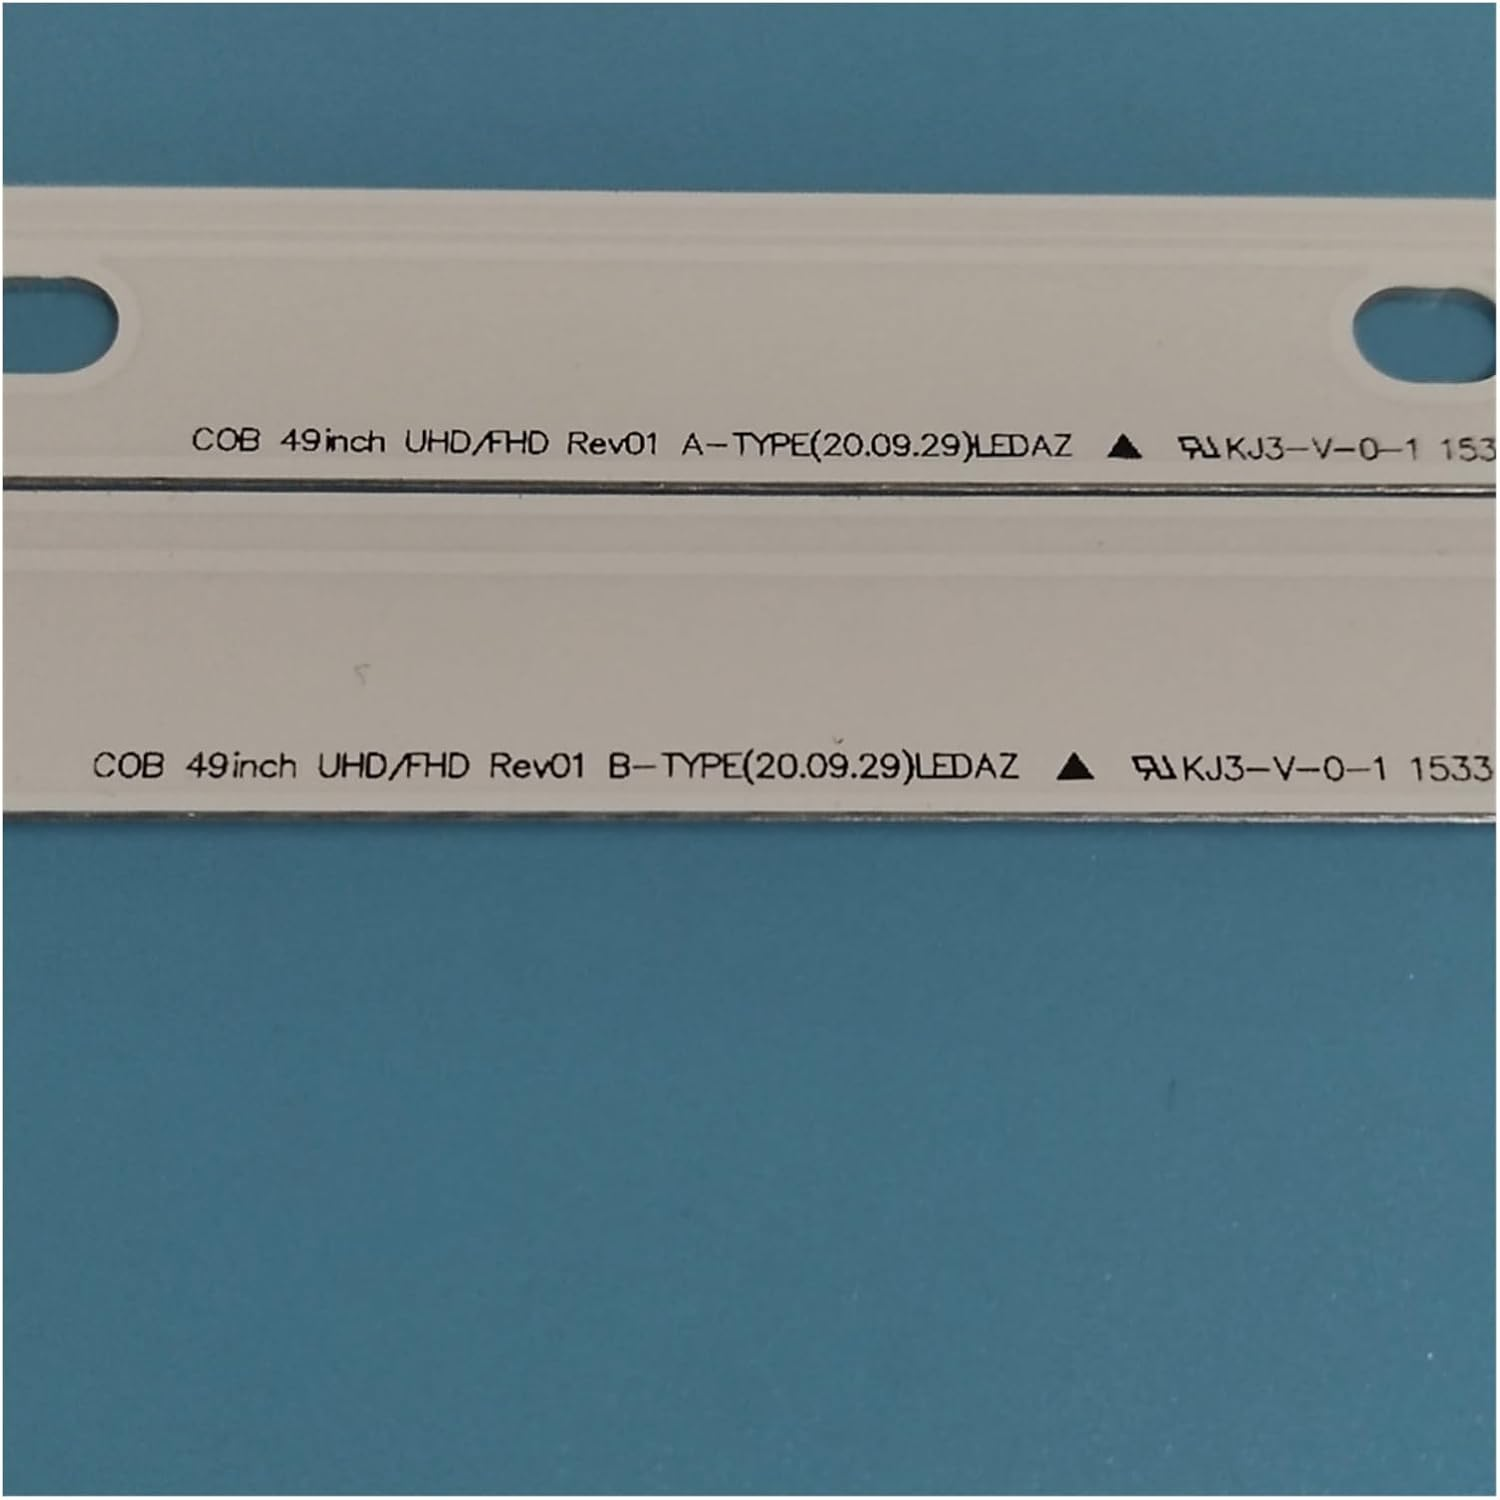 COB 49inch UHD/FHD Rev01 A-TYPE(20.09.29)LEDAZ ▲ KJ3-V-0-1 153
COB 49inch UHD/FHD Rev01 B-TYPE(20.09.29)LEDAZ ▲ KJ3-V-0-1 1533